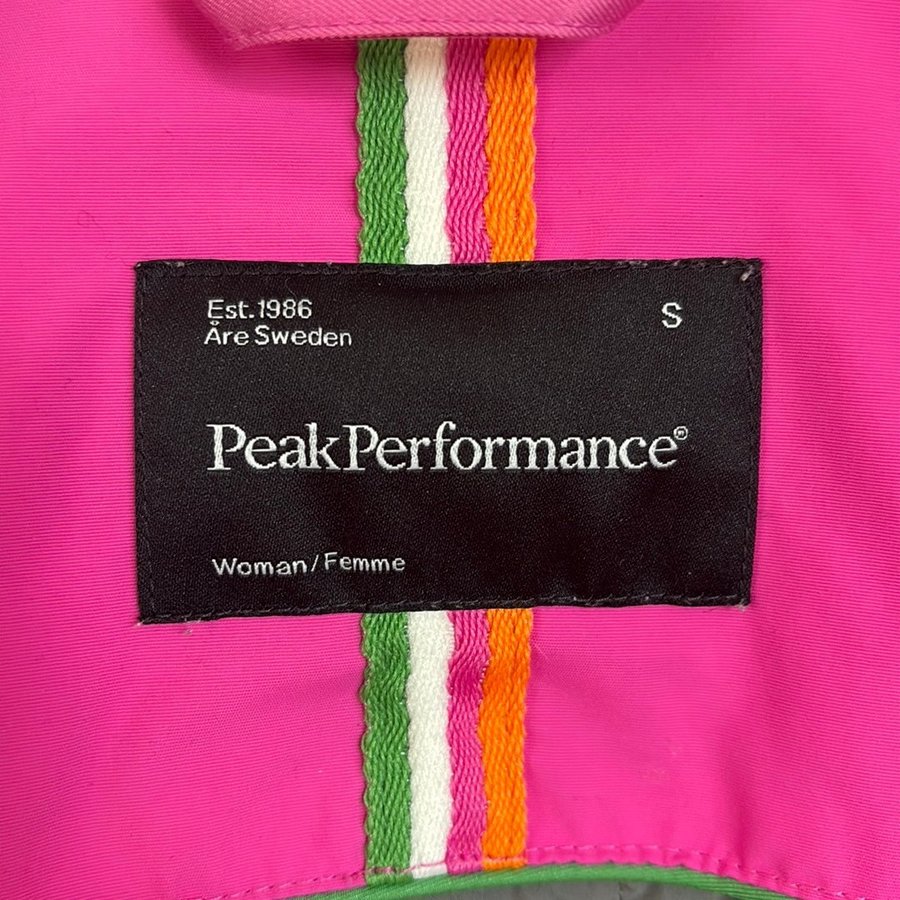 Est. 1986
Åre Sweden
S
PeakPerformance®
Woman/Femme